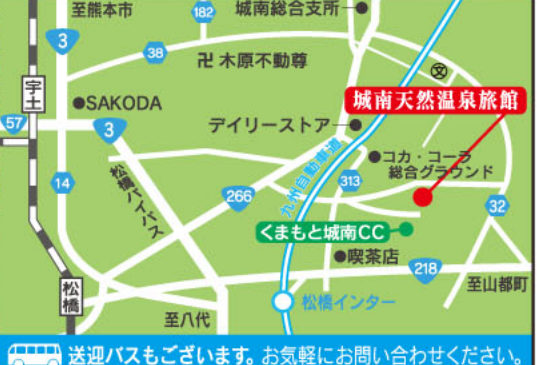 至熊本市
182
城南総合支所
3
38
卍 木原不動尊
文
宇土
SAKODA
城南天然温泉旅館
57
3
デイリーストア
コカ・コーラ
総合グラウンド
九州自動車道
松橋バイパス
14
266
313
32
くまもと城南CC
喫茶店
218
至山都町
松橋
松橋インター
至八代
送迎バスもございます。お気軽にお問い合わせください。